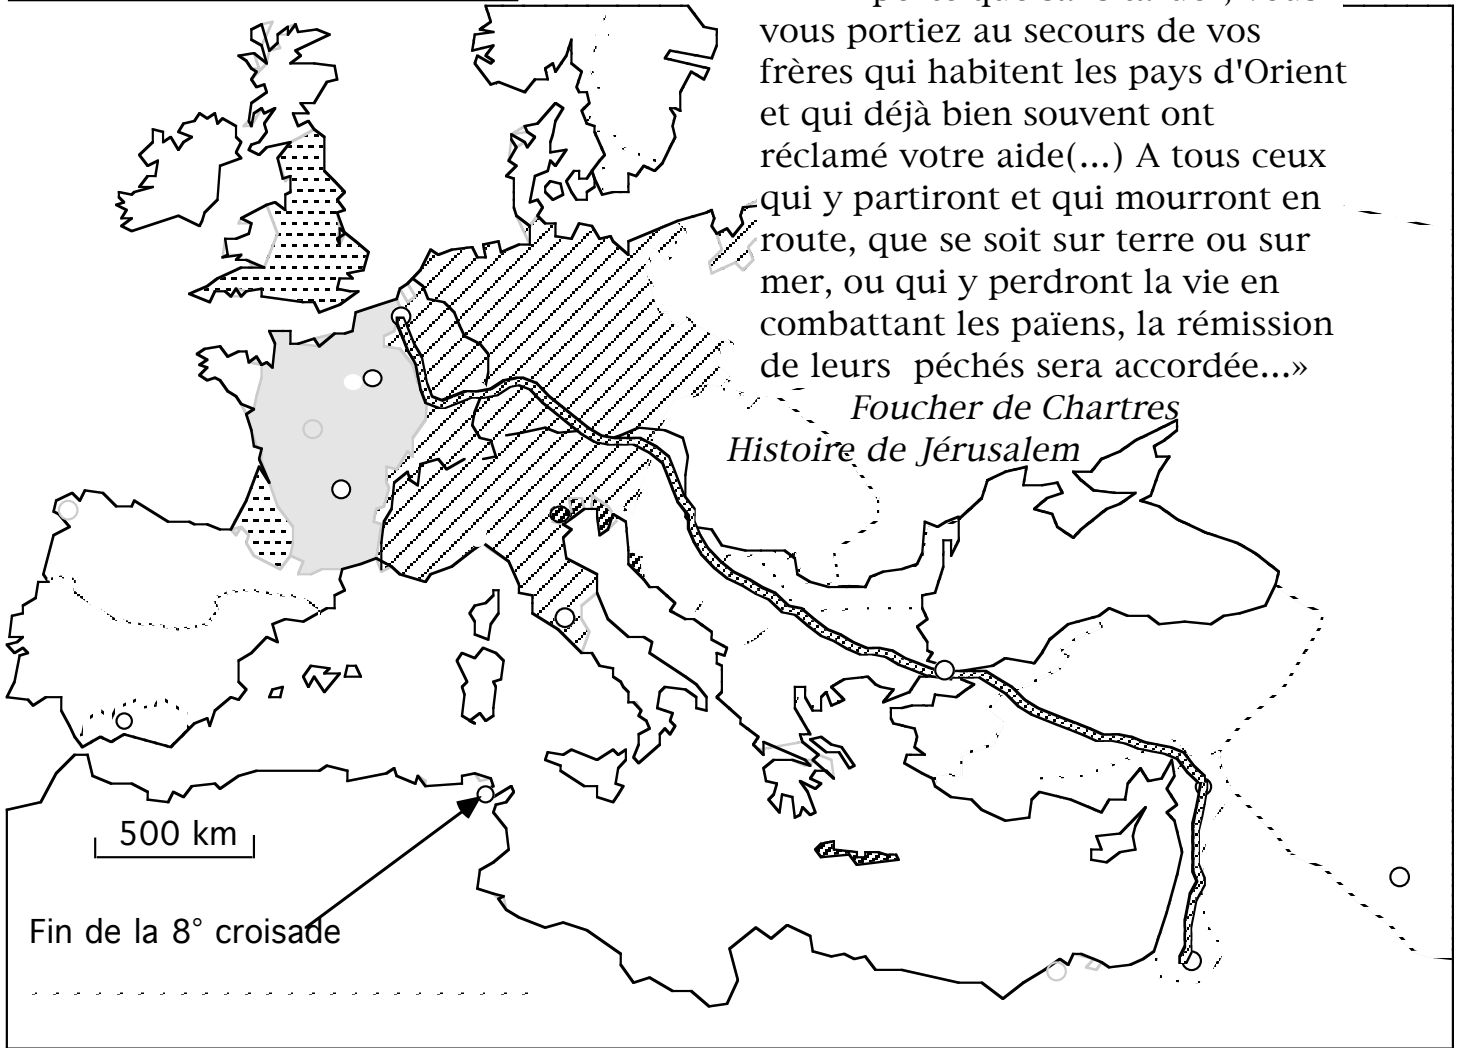 vous portiez au secours de vos
frères qui habitent les pays d'Orient
et qui déjà bien souvent ont
réclamé votre aide(...) A tous ceux
qui y partiront et qui mourront en
route, que se soit sur terre ou sur
mer, ou qui y perdront la vie en
combattant les païens, la rémission
de leurs péchés sera accordée...»
Foucher de Chartres
Histoire de Jérusalem
500 km
Fin de la 8° croisade